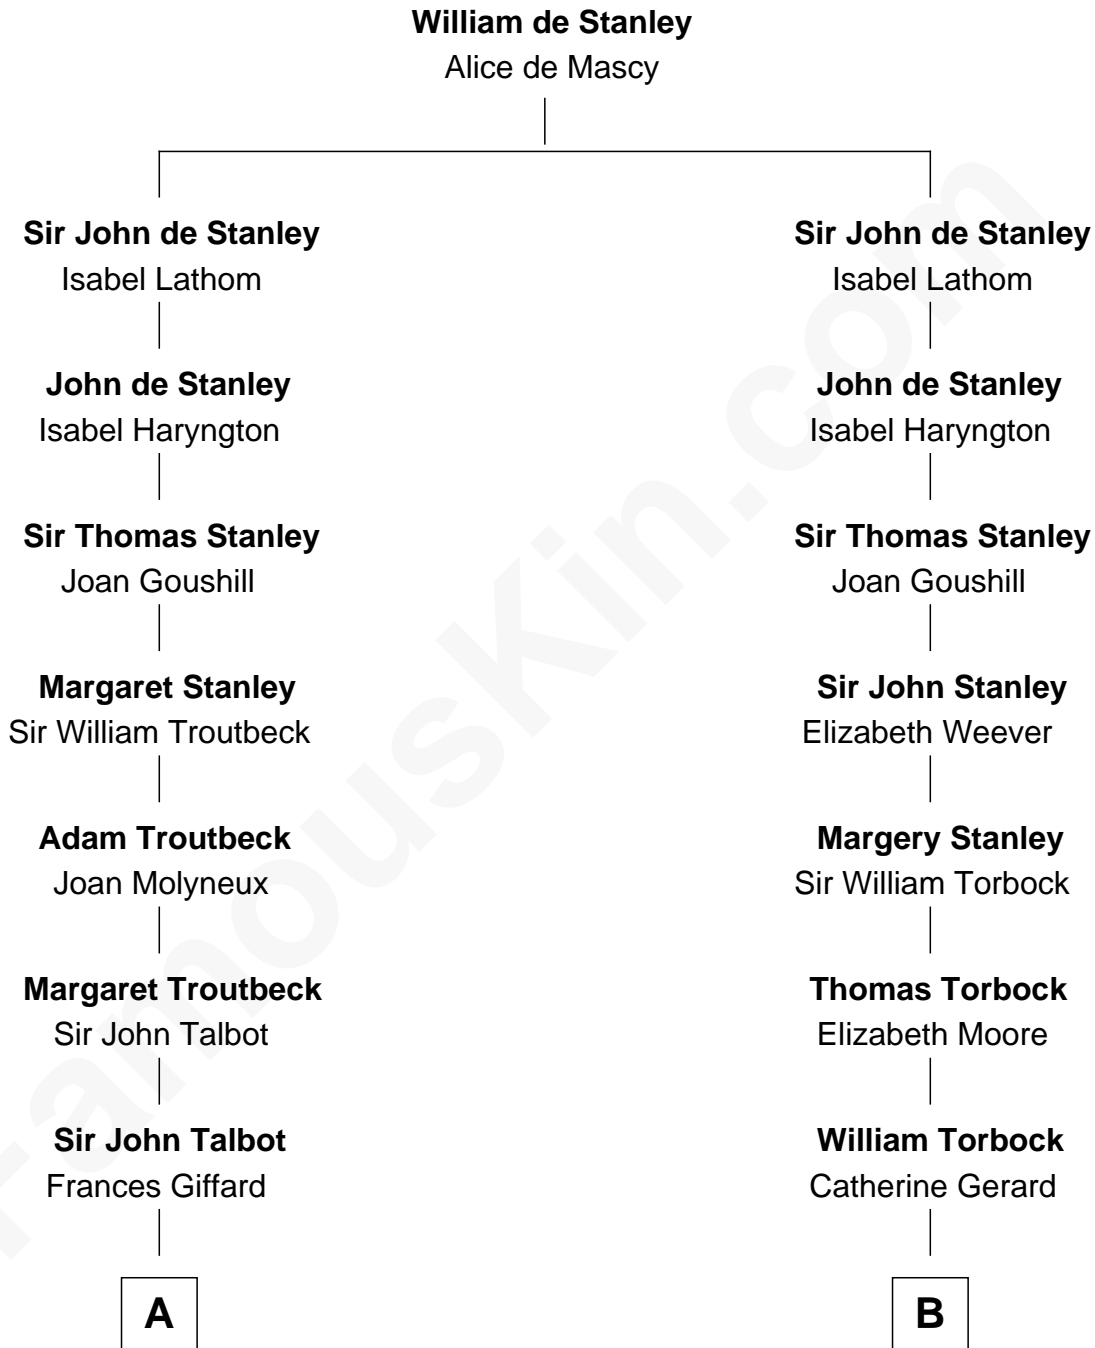 William de Stanley
Alice de Mascy
Sir John de Stanley
Isabel Lathom
John de Stanley
Isabel Haryngton
Sir Thomas Stanley
Joan Goushill
Margaret Stanley
Sir William Troutbeck
Adam Troutbeck
Joan Molyneux
Margaret Troutbeck
Sir John Talbot
Sir John Talbot
Frances Giffard
A
Sir John de Stanley
Isabel Lathom
John de Stanley
Isabel Haryngton
Sir Thomas Stanley
Joan Goushill
Sir John Stanley
Elizabeth Weever
Margery Stanley
Sir William Torbock
Thomas Torbock
Elizabeth Moore
William Torbock
Catherine Gerard
B
FamousKin.com